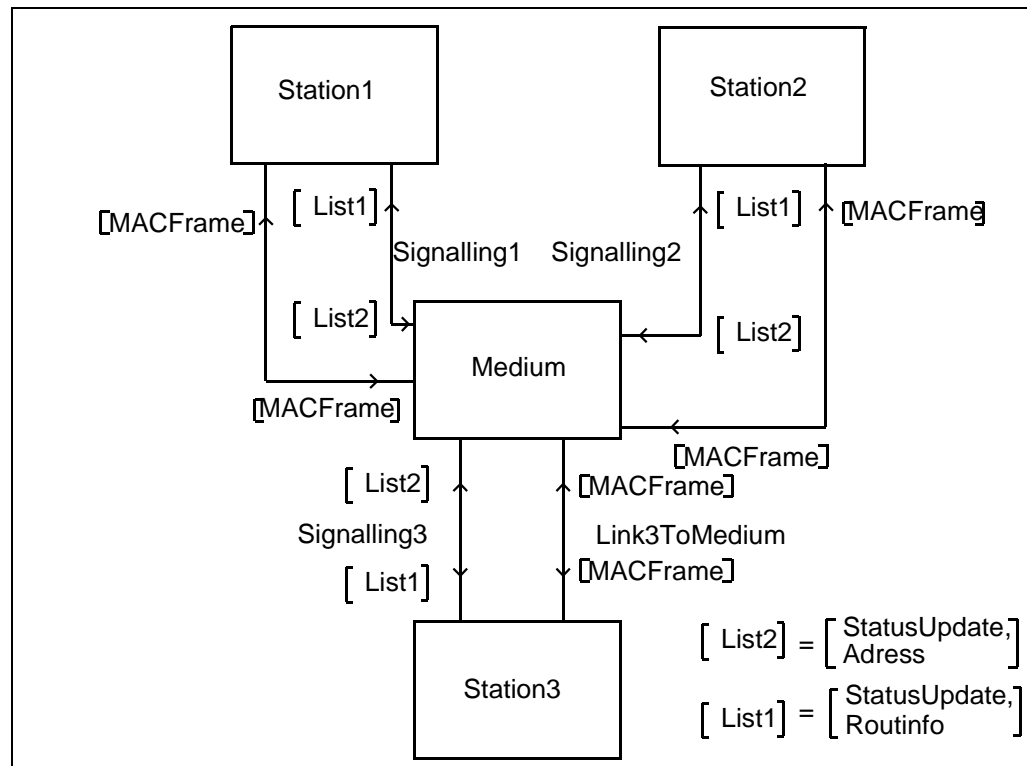 Station1
Station2
[ List1]
[ List1]
[MACFrame]
[MACFrame]
Signalling1
Signalling2
[ List2]
[ List2]
Medium
[MACFrame]
[MACFrame]
[ List2]
[MACFrame]
Signalling3
Link3ToMedium
[ List1]
[MACFrame]
Station3
[ List2] = [StatusUpdate,
Adress]
[ List1] = [StatusUpdate,
Routinfo]